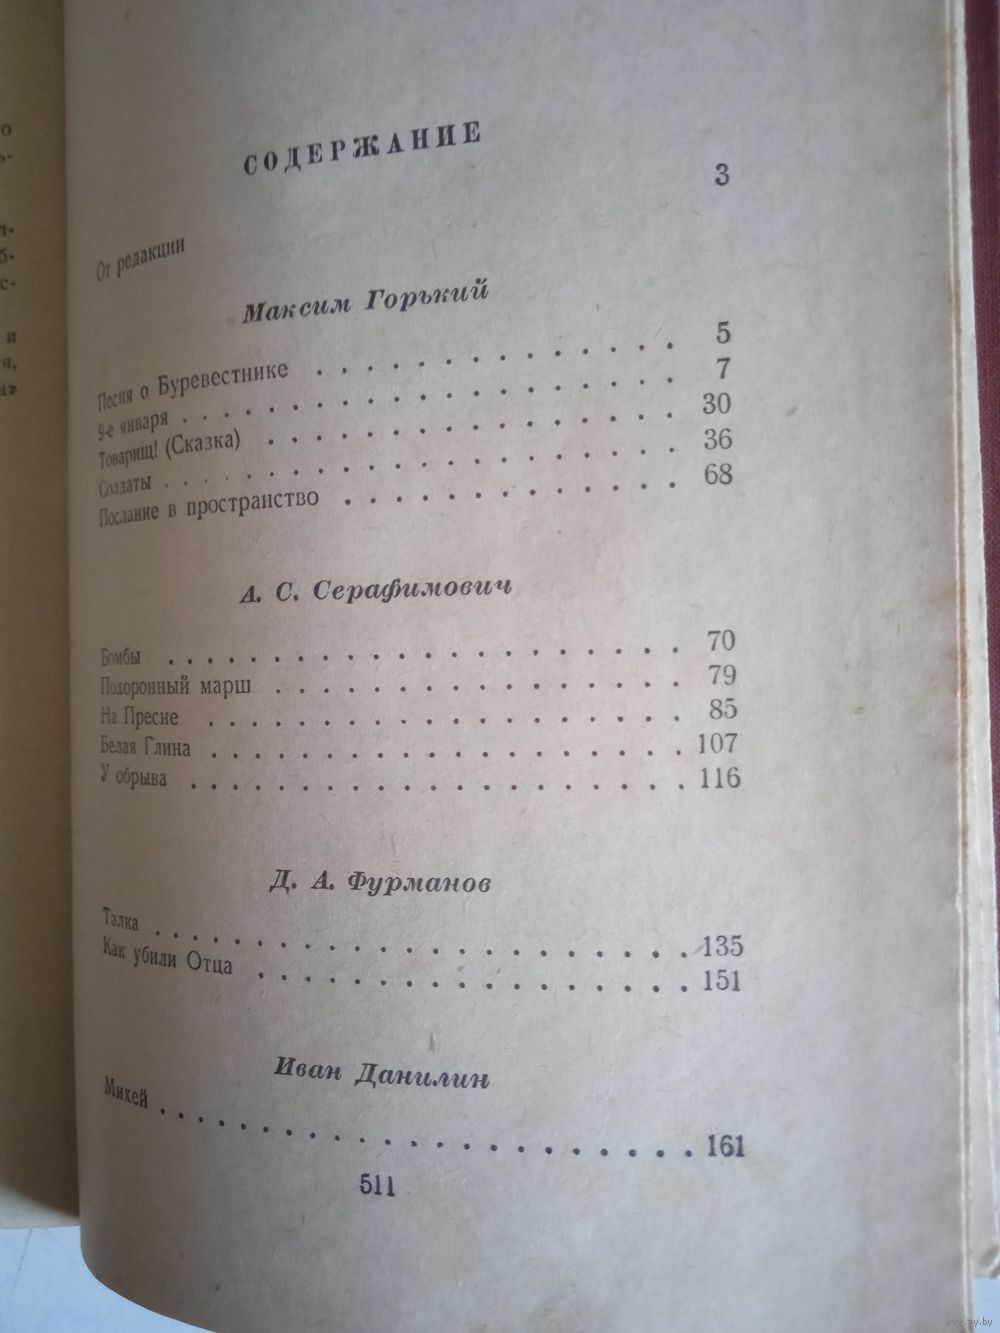 СОДЕРЖАНИЕ
От редакции 3
Максим Горький
Песня о Буревестнике . . . . . . . . . . . . . . 5
9-е января . . . . . . . . . . . . . . . . . . . 7
Товарищ! (Сказка) . . . . . . . . . . . . . . . 30
Солдаты . . . . . . . . . . . . . . . . . . . . 36
Послание в пространство . . . . . . . . . . . . 68
А. С. Серафимович
Бомбы . . . . . . . . . . . . . . . . . . . . . 70
Похоронный марш . . . . . . . . . . . . . . . . 79
На Пресне . . . . . . . . . . . . . . . . . . . 85
Белая Глина . . . . . . . . . . . . . . . . . . 107
У обрыва . . . . . . . . . . . . . . . . . . . 116
Д. А. Фурманов
Талка . . . . . . . . . . . . . . . . . . . . . 135
Как убили Отца . . . . . . . . . . . . . . . . 151
Иван Данилин
Михей . . . . . . . . . . . . . . . . . . . . . 161
511